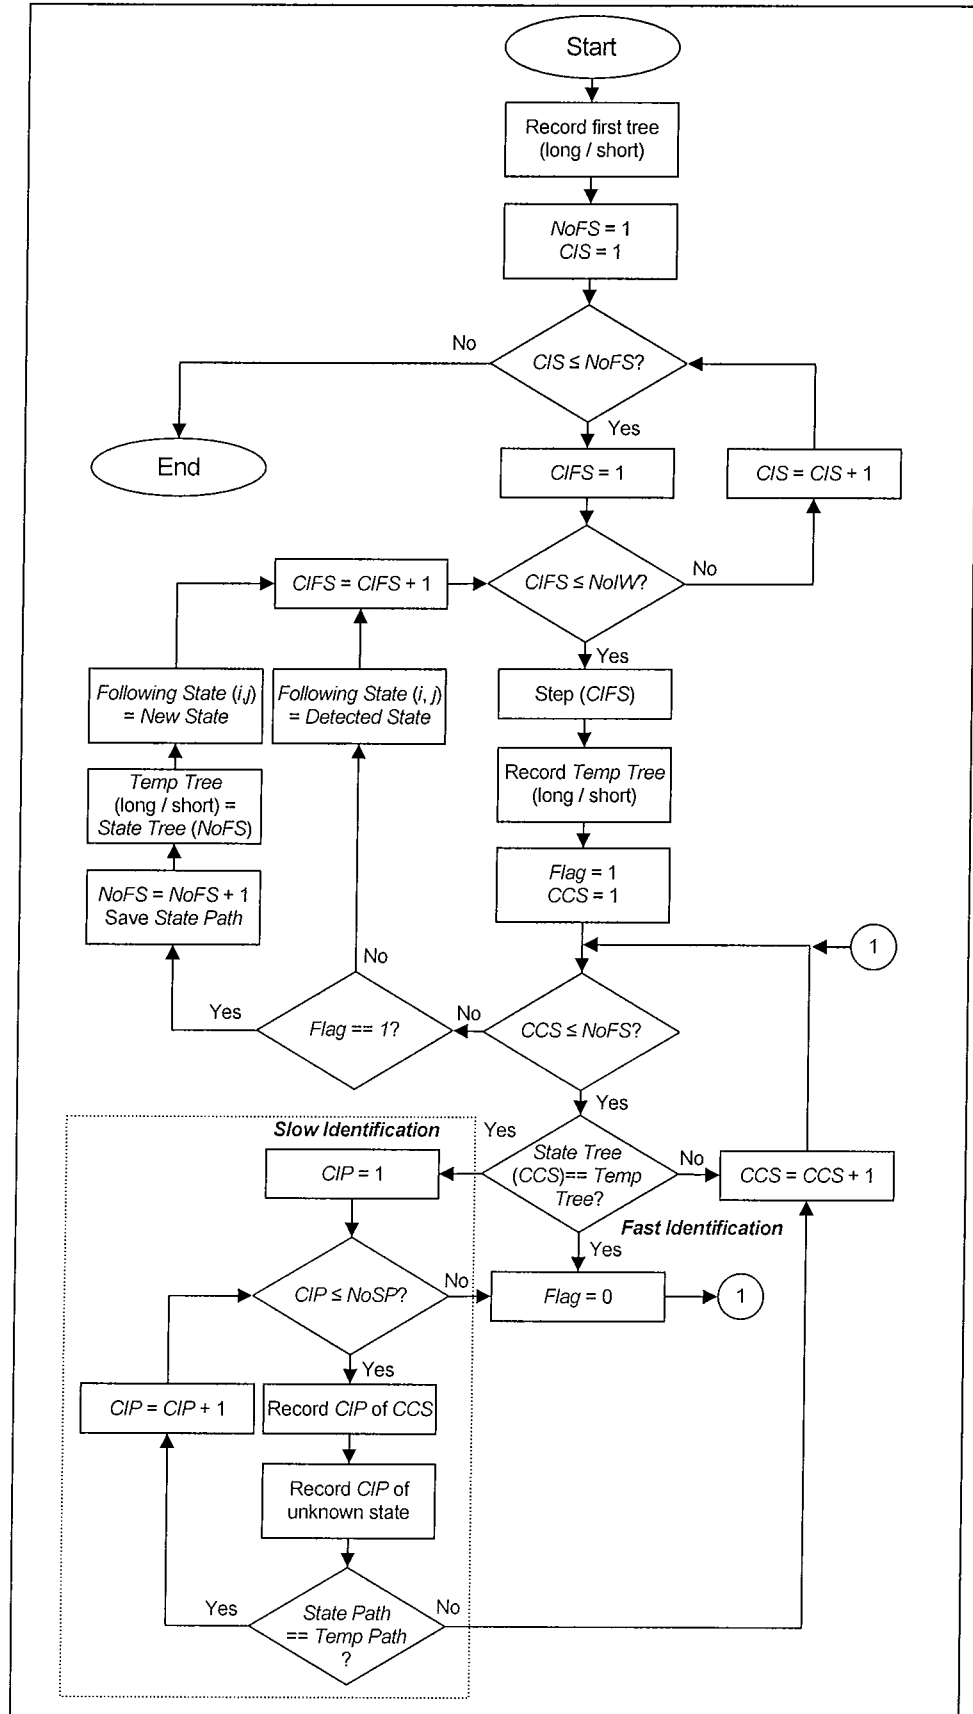 Start
Record first tree
(long / short)
NoFS = 1
CIS = 1
No
CIS ≤ NoFS?
Yes
End
CIFS = 1
CIS = CIS + 1
CIFS = CIFS + 1
CIFS ≤ NoIW?
No
Yes
Following State (i,j)
= New State
Following State (i, j)
= Detected State
Step (CIFS)
Temp Tree
(long / short) =
State Tree (NoFS)
Record Temp Tree
(long / short)
NoFS = NoFS + 1
Save State Path
Flag = 1
CCS = 1
No
1
Yes
Flag == 1?
No
CCS ≤ NoFS?
Yes
Slow Identification
Yes
CIP = 1
State Tree
(CCS)== Temp
Tree?
No
CCS = CCS + 1
Fast Identification
Yes
CIP ≤ NoSP?
No
Flag = 0
1
Yes
CIP = CIP + 1
Record CIP of CCS
Record CIP of
unknown state
Yes
State Path
== Temp Path
?
No